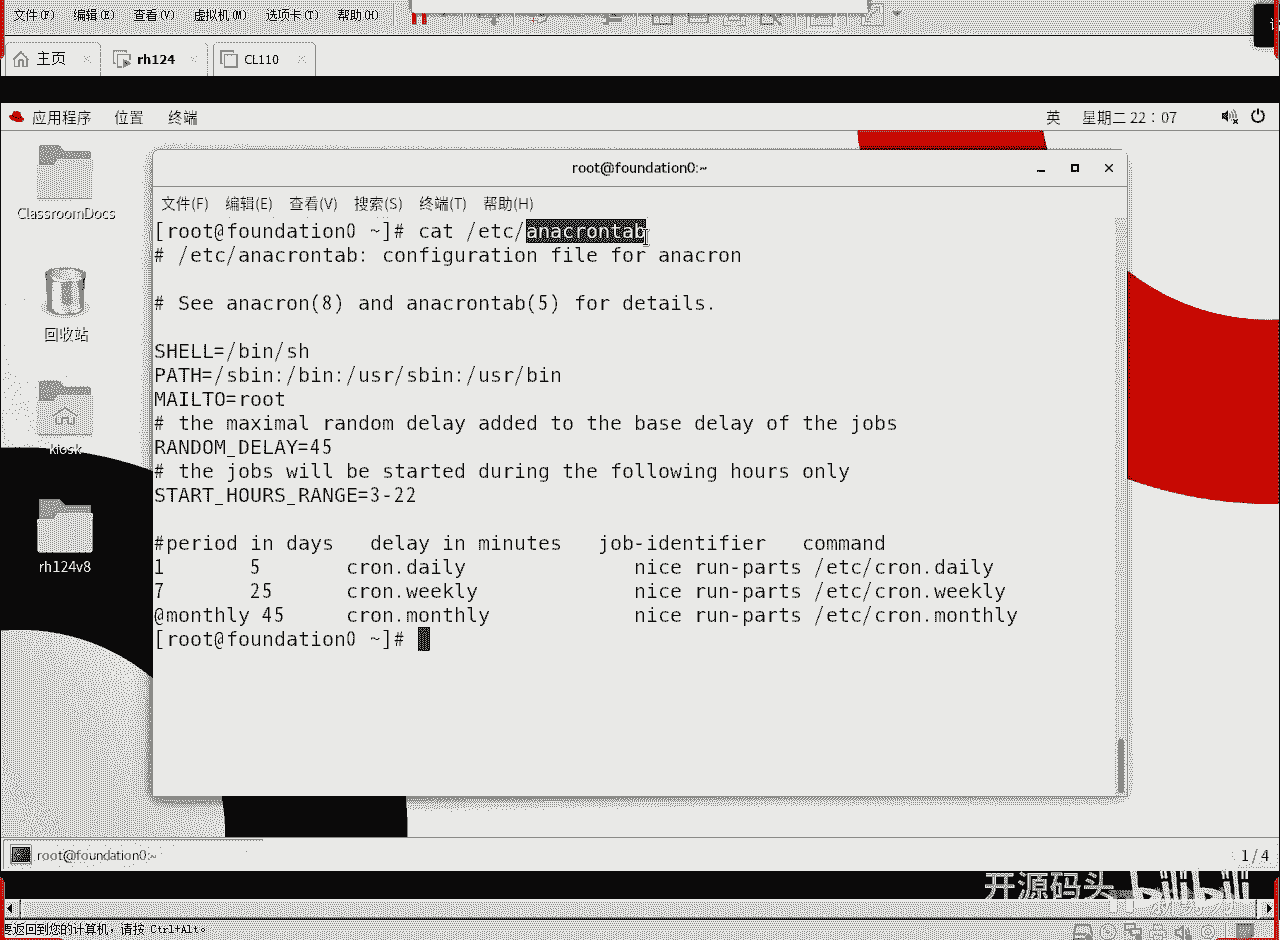 文件(F) 编辑(E) 查看(V) 虚拟机(M) 选项卡(T) 帮助(H)
主页 rh124 CL110
应用程序 位置 终端 英 星期二 22：07
ClassroomDocs
回收站
kiosk
rh124v8
root@foundation0:~
文件(F) 编辑(E) 查看(V) 搜索(S) 终端(T) 帮助(H)
[root@foundation0 ~]# cat /etc/anacrontab
# /etc/anacrontab: configuration file for anacron
# See anacron(8) and anacrontab(5) for details.
SHELL=/bin/sh
PATH=/sbin:/bin:/usr/sbin:/usr/bin
MAILTO=root
# the maximal random delay added to the base delay of the jobs
RANDOM_DELAY=45
# the jobs will be started during the following hours only
START_HOURS_RANGE=3-22
#period in days delay in minutes job-identifier command
1 5 cron.daily nice run-parts /etc/cron.daily
7 25 cron.weekly nice run-parts /etc/cron.weekly
@monthly 45 cron.monthly nice run-parts /etc/cron.monthly
[root@foundation0 ~]#
root@foundation0:~ 1 / 4
开源码头 bilibili
要返回到您的计算机，请按 Ctrl+Alt。